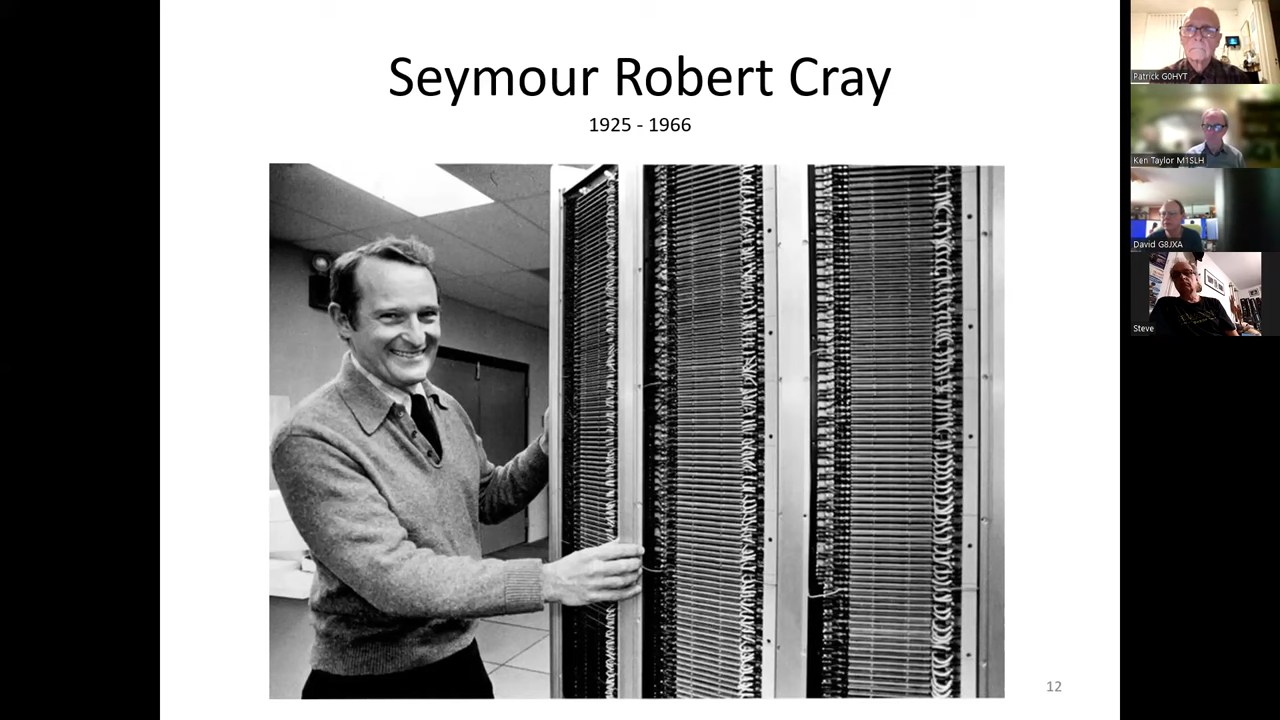 Seymour Robert Cray
1925 - 1966
12
Patrick G0HYT
Ken Taylor M1SLH
David G8JXA
Steve